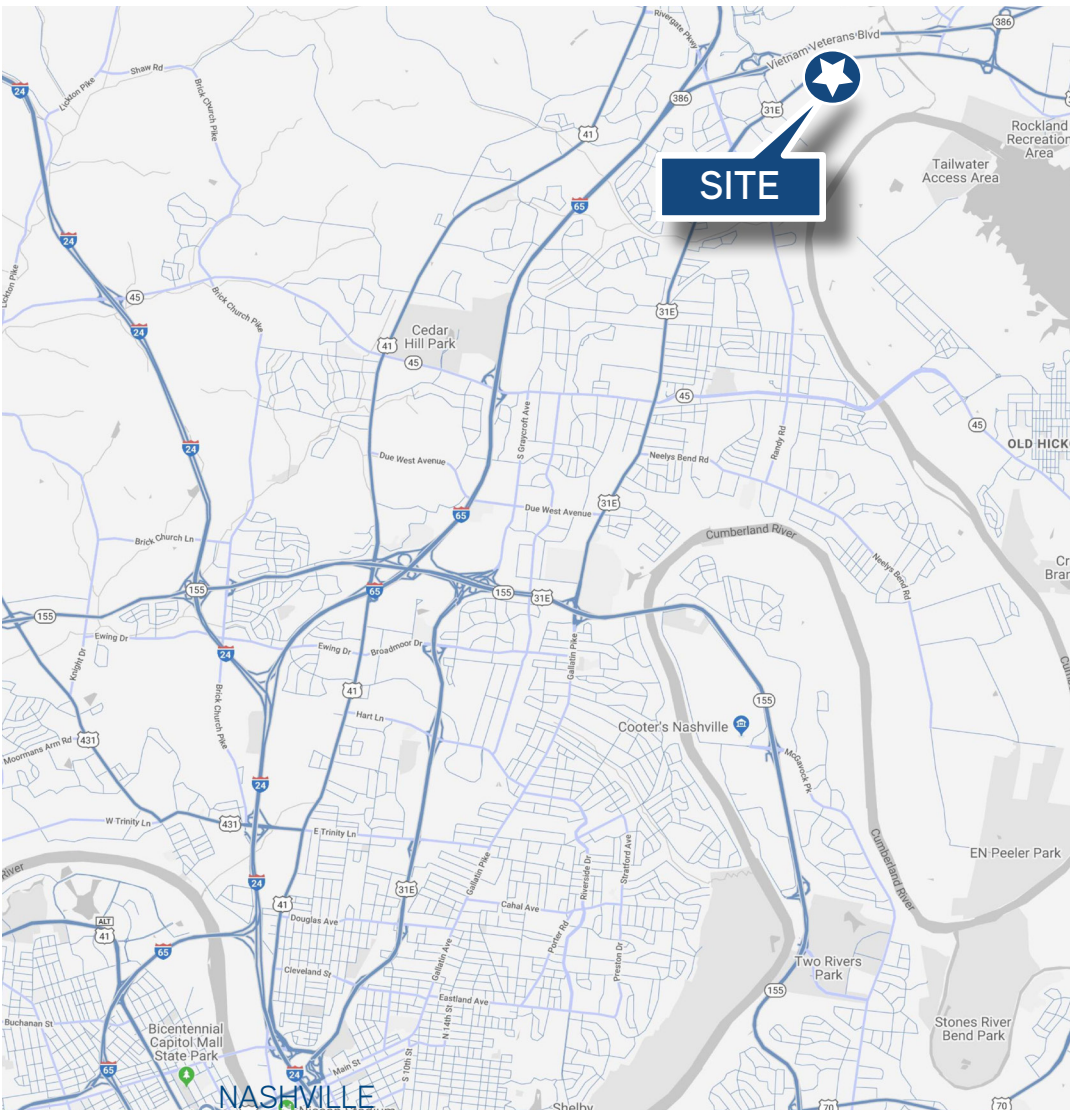 Rivergate Pkwy
Vietnam Veterans Blvd
386
Shaw Rd
Lickton Pike
24
Brick Church Pike
386
31E
41
Rockland
Recreation
Area
Tailwater
Access Area
SITE
65
24
Lickton Pike
45
Brick Church Pike
24
31E
Cedar
Hill Park
41
45
S Graycroft Ave
45
45
OLD HICK
24
Due West Avenue
Neelys Bend Rd
Randy Rd
65
Due West Avenue
31E
Cumberland River
Brick Church Ln
Neelys Bend Rd
155
65
155
31E
155
Ewing Dr
Knight Dr
24
Ewing Dr
Broadmoor Dr
Gallatin Pike
41
Brick Church Pike
155
Hart Ln
Cooter's Nashville
McGavock Pk
Moormans Arm Rd
431
24
W Trinity Ln
431
E Trinity Ln
Gallatin Pike
Riverside Dr
Stratford Ave
Cumberland River
EN Peeler Park
River
24
31E
41
Cahal Ave
ALT
41
Douglas Ave
Porter Rd
65
Gallatin Ave
Preston Dr
Two Rivers
Park
Cleveland St
155
Eastland Ave
Buchanan St
N 14th St
Stones River
Bend Park
Bicentennial
Capitol Mall
State Park
Main St
S 10th St
65
24
NASHVILLE
Shelby
70
70